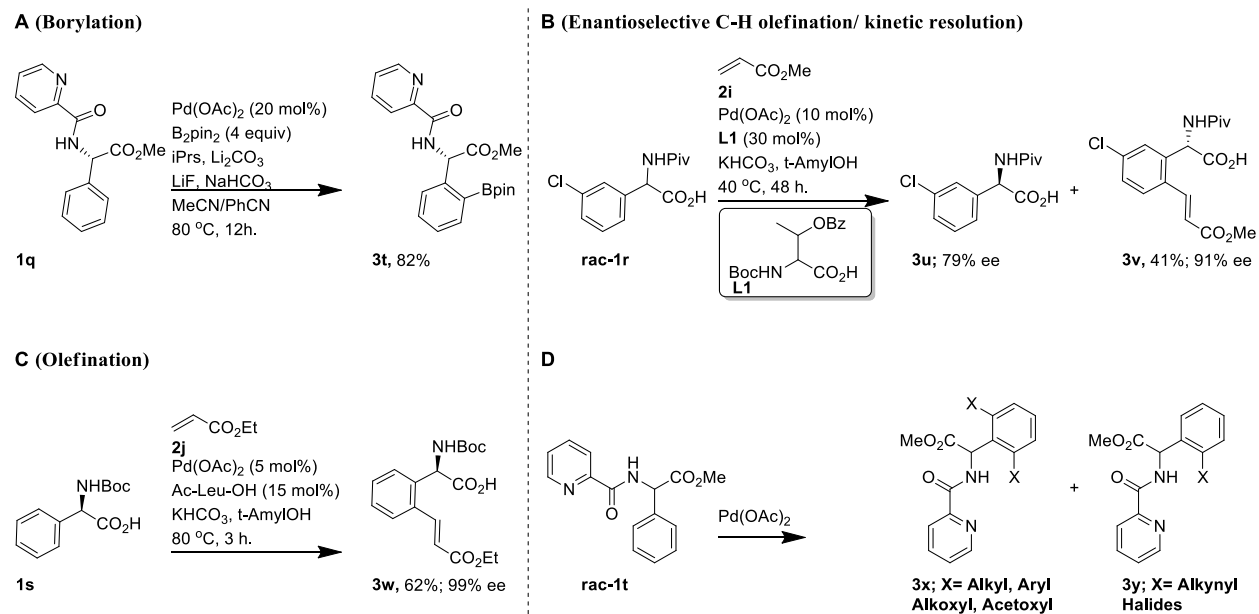 A (Borylation)
N
O
HN
CO₂Me
1q
Pd(OAc)₂ (20 mol%)
B₂pin₂ (4 equiv)
iPrs, Li₂CO₃
LiF, NaHCO₃
MeCN/PhCN
80 °C, 12h.
N
O
HN
CO₂Me
Bpin
3t, 82%
B (Enantioselective C-H olefination/ kinetic resolution)
Cl
NHPiv
CO₂H
rac-1r
CO₂Me
2i
Pd(OAc)₂ (10 mol%)
L1 (30 mol%)
KHCO₃, t-AmylOH
40 °C, 48 h.
OBz
BocHN
CO₂H
L1
Cl
NHPiv
CO₂H
3u; 79% ee
+
Cl
NHPiv
CO₂H
CO₂Me
3v, 41%; 91% ee
C (Olefination)
NHBoc
CO₂H
1s
CO₂Et
2j
Pd(OAc)₂ (5 mol%)
Ac-Leu-OH (15 mol%)
KHCO₃, t-AmylOH
80 °C, 3 h.
NHBoc
CO₂H
CO₂Et
3w, 62%; 99% ee
D
N
H
N
O
CO₂Me
rac-1t
Pd(OAc)₂
X
MeO₂C
NH
X
O
N
3x; X= Alkyl, Aryl
Alkoxyl, Acetoxyl
+
MeO₂C
NH
X
O
N
3y; X= Alkynyl
Halides